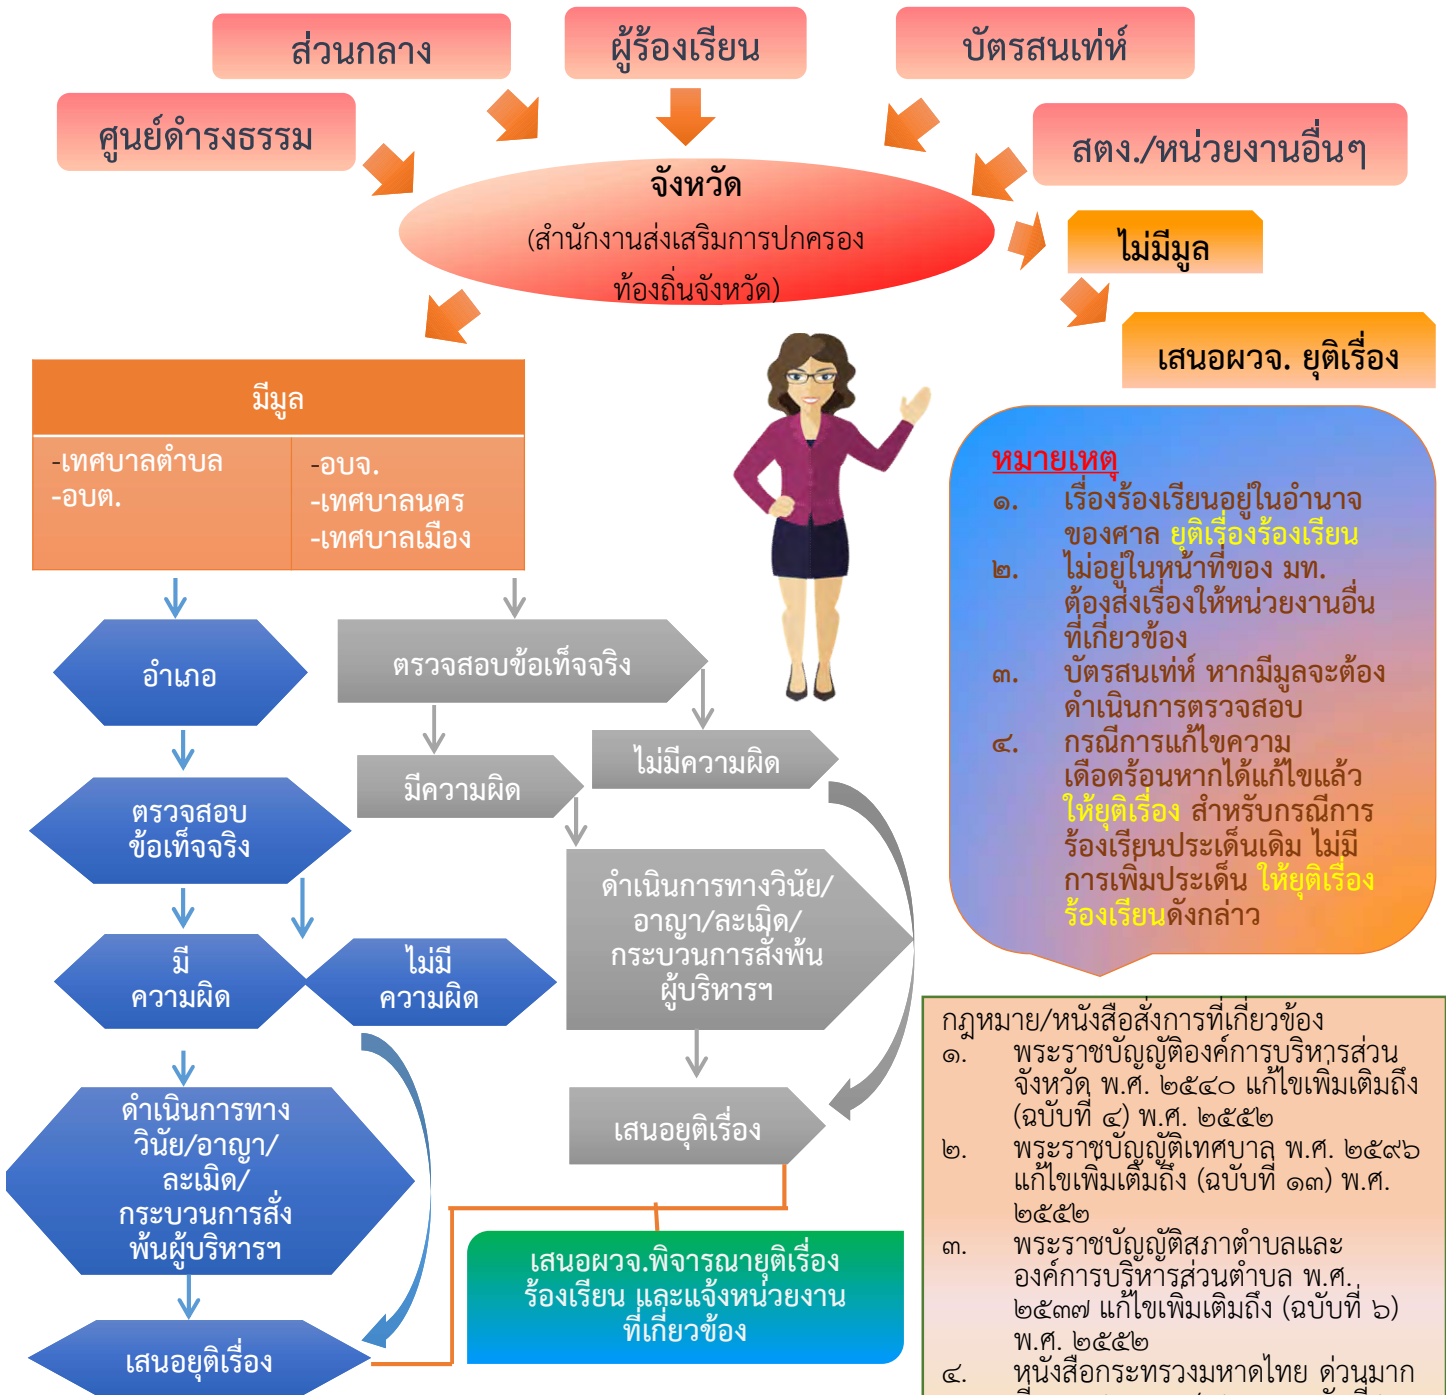 ส่วนกลาง
ผู้ร้องเรียน
บัตรสนเท่ห์
ศูนย์ดำรงธรรม
สตง./หน่วยงานอื่นๆ
จังหวัด
(สำนักงานส่งเสริมการปกครอง
ท้องถิ่นจังหวัด)
ไม่มีมูล
เสนอผวจ. ยุติเรื่อง
มีมูล
-เทศบาลตำบล
-อบต.
-อบจ.
-เทศบาลนคร
-เทศบาลเมือง
อำเภอ
ตรวจสอบ
ข้อเท็จจริง
มี
ความผิด
ไม่มี
ความผิด
ดำเนินการทาง
วินัย/อาญา/
ละเมิด/
กระบวนการสั่ง
พ้นผู้บริหารฯ
เสนอยุติเรื่อง
ตรวจสอบข้อเท็จจริง
มีความผิด
ไม่มีความผิด
ดำเนินการทางวินัย/
อาญา/ละเมิด/
กระบวนการสั่งพ้น
ผู้บริหารฯ
เสนอยุติเรื่อง
เสนอผวจ.พิจารณายุติเรื่อง
ร้องเรียน และแจ้งหน่วยงาน
ที่เกี่ยวข้อง
หมายเหตุ
๑. เรื่องร้องเรียนอยู่ในอำนาจ
ของศาล ยุติเรื่องร้องเรียน
๒. ไม่อยู่ในหน้าที่ของ มท.
ต้องส่งเรื่องให้หน่วยงานอื่น
ที่เกี่ยวข้อง
๓. บัตรสนเท่ห์ หากมีมูลจะต้อง
ดำเนินการตรวจสอบ
๔. กรณีการแก้ไขความ
เดือดร้อนหากได้แก้ไขแล้ว
ให้ยุติเรื่อง สำหรับกรณีการ
ร้องเรียนประเด็นเดิม ไม่มี
การเพิ่มประเด็น ให้ยุติเรื่อง
ร้องเรียนดังกล่าว
กฎหมาย/หนังสือสั่งการที่เกี่ยวข้อง
๑. พระราชบัญญัติองค์การบริหารส่วน
จังหวัด พ.ศ. ๒๕๔๐ แก้ไขเพิ่มเติมถึง
(ฉบับที่ ๔) พ.ศ. ๒๕๕๒
๒. พระราชบัญญัติเทศบาล พ.ศ. ๒๕๙๖
แก้ไขเพิ่มเติมถึง (ฉบับที่ ๑๓) พ.ศ.
๒๕๕๒
๓. พระราชบัญญัติสภาตำบลและ
องค์การบริหารส่วนตำบล พ.ศ.
๒๕๓๗ แก้ไขเพิ่มเติมถึง (ฉบับที่ ๖)
พ.ศ. ๒๕๕๒
๔. หนังสือกระทรวงมหาดไทย ด่วนมาก